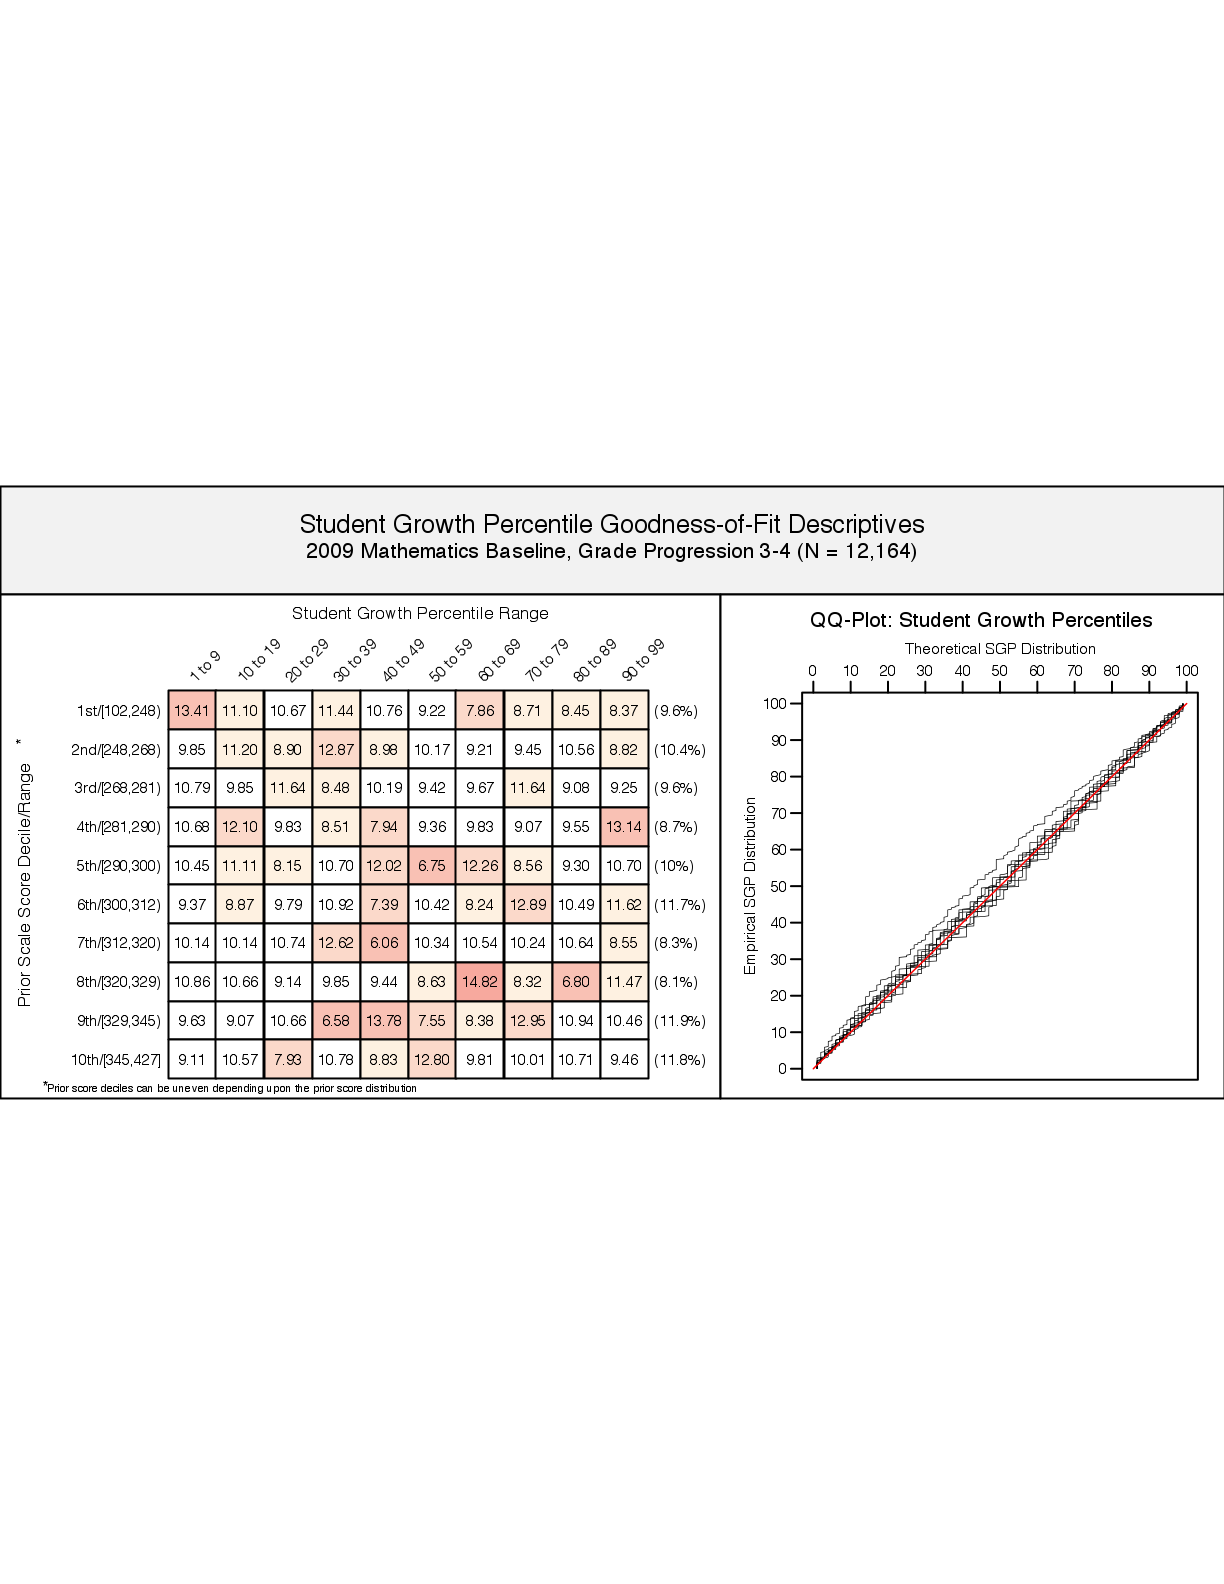 Student Growth Percentile Goodness-of-Fit Descriptives
2009 Mathematics Baseline, Grade Progression 3-4 (N = 12,164)
Student Growth Percentile Range
1 to 9 10 to 19 20 to 29 30 to 39 40 to 49 50 to 59 60 to 69 70 to 79 80 to 89 90 to 99
Prior Scale Score Decile/Range *
1st/[102,248) 13.41 11.10 10.67 11.44 10.76 9.22 7.86 8.71 8.45 8.37 (9.6%)
2nd/[248,268) 9.85 11.20 8.90 12.87 8.98 10.17 9.21 9.45 10.56 8.82 (10.4%)
3rd/[268,281) 10.79 9.85 11.64 8.48 10.19 9.42 9.67 11.64 9.08 9.25 (9.6%)
4th/[281,290) 10.68 12.10 9.83 8.51 7.94 9.36 9.83 9.07 9.55 13.14 (8.7%)
5th/[290,300) 10.45 11.11 8.15 10.70 12.02 6.75 12.26 8.56 9.30 10.70 (10%)
6th/[300,312) 9.37 8.87 9.79 10.92 7.39 10.42 8.24 12.89 10.49 11.62 (11.7%)
7th/[312,320) 10.14 10.14 10.74 12.62 6.06 10.34 10.54 10.24 10.64 8.55 (8.3%)
8th/[320,329) 10.86 10.66 9.14 9.85 9.44 8.63 14.82 8.32 6.80 11.47 (8.1%)
9th/[329,345) 9.63 9.07 10.66 6.58 13.78 7.55 8.38 12.95 10.94 10.46 (11.9%)
10th/[345,427] 9.11 10.57 7.93 10.78 8.83 12.80 9.81 10.01 10.71 9.46 (11.8%)
*Prior score deciles can be uneven depending upon the prior score distribution
QQ-Plot: Student Growth Percentiles
Theoretical SGP Distribution
0 10 20 30 40 50 60 70 80 90 100
Empirical SGP Distribution
100
90
80
70
60
50
40
30
20
10
0